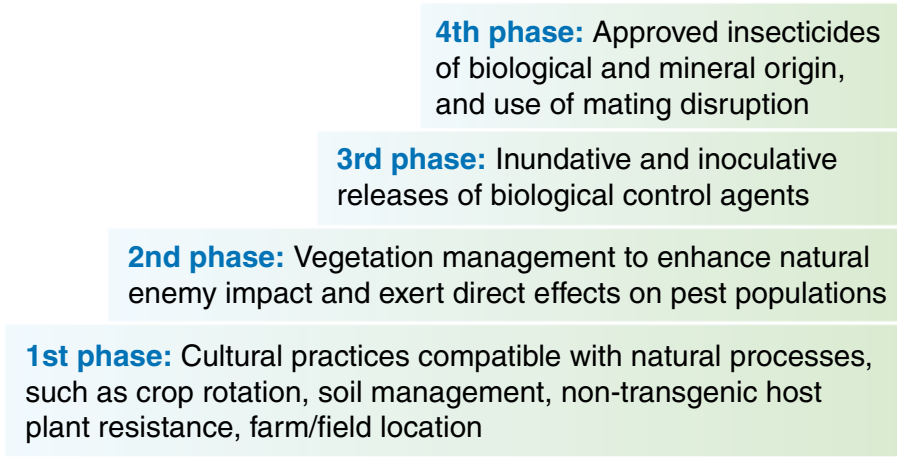 4th phase: Approved insecticides
of biological and mineral origin,
and use of mating disruption
3rd phase: Inundative and inoculative
releases of biological control agents
2nd phase: Vegetation management to enhance natural
enemy impact and exert direct effects on pest populations
1st phase: Cultural practices compatible with natural processes,
such as crop rotation, soil management, non-transgenic host
plant resistance, farm/field location